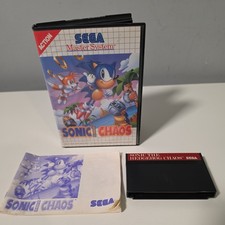 ACTION
SEGA
Master System
SONIC CHAOS
SONIC THE
HEDGEHOG CHAOS
SONIC CHAOS
SEGA